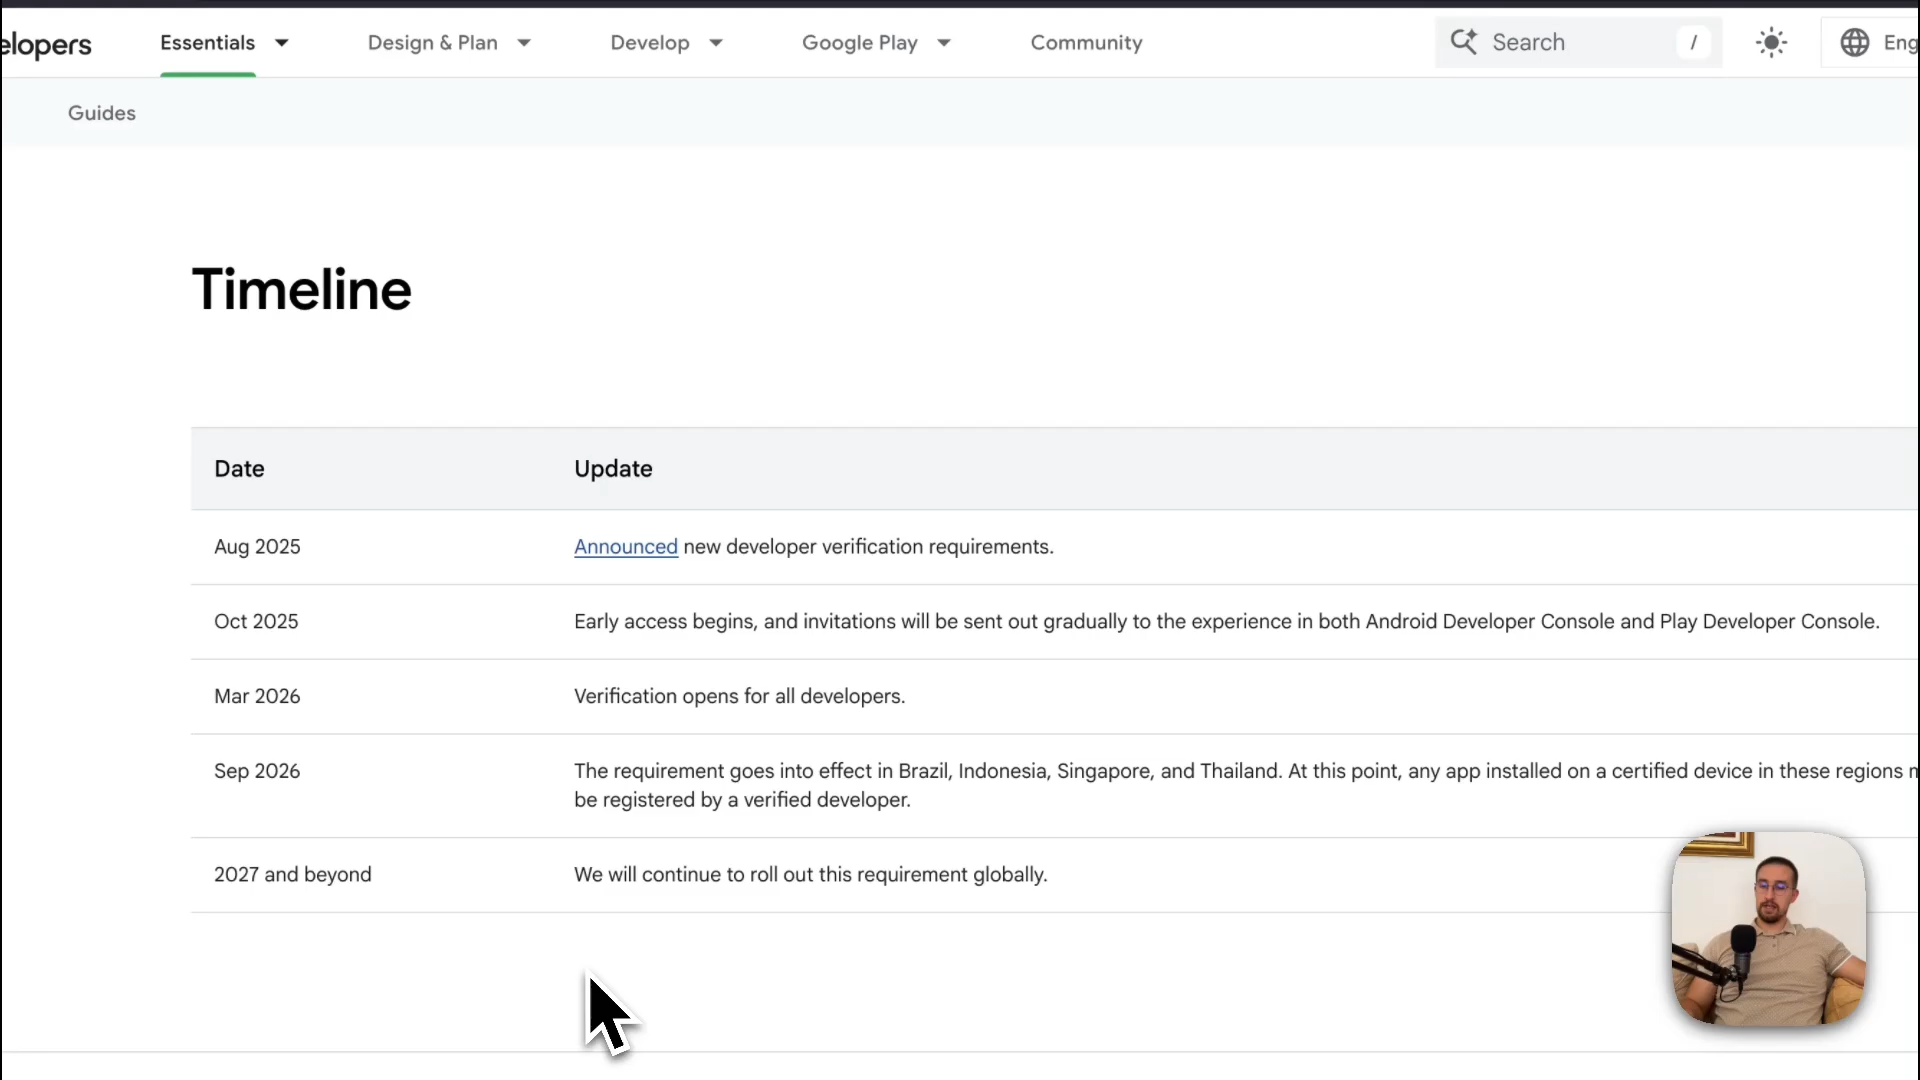 elopers Essentials Design & Plan Develop Google Play Community Search / Eng
Guides
Timeline
Date Update
Aug 2025 Announced new developer verification requirements.
Oct 2025 Early access begins, and invitations will be sent out gradually to the experience in both Android Developer Console and Play Developer Console.
Mar 2026 Verification opens for all developers.
Sep 2026 The requirement goes into effect in Brazil, Indonesia, Singapore, and Thailand. At this point, any app installed on a certified device in these regions
be registered by a verified developer.
2027 and beyond We will continue to roll out this requirement globally.